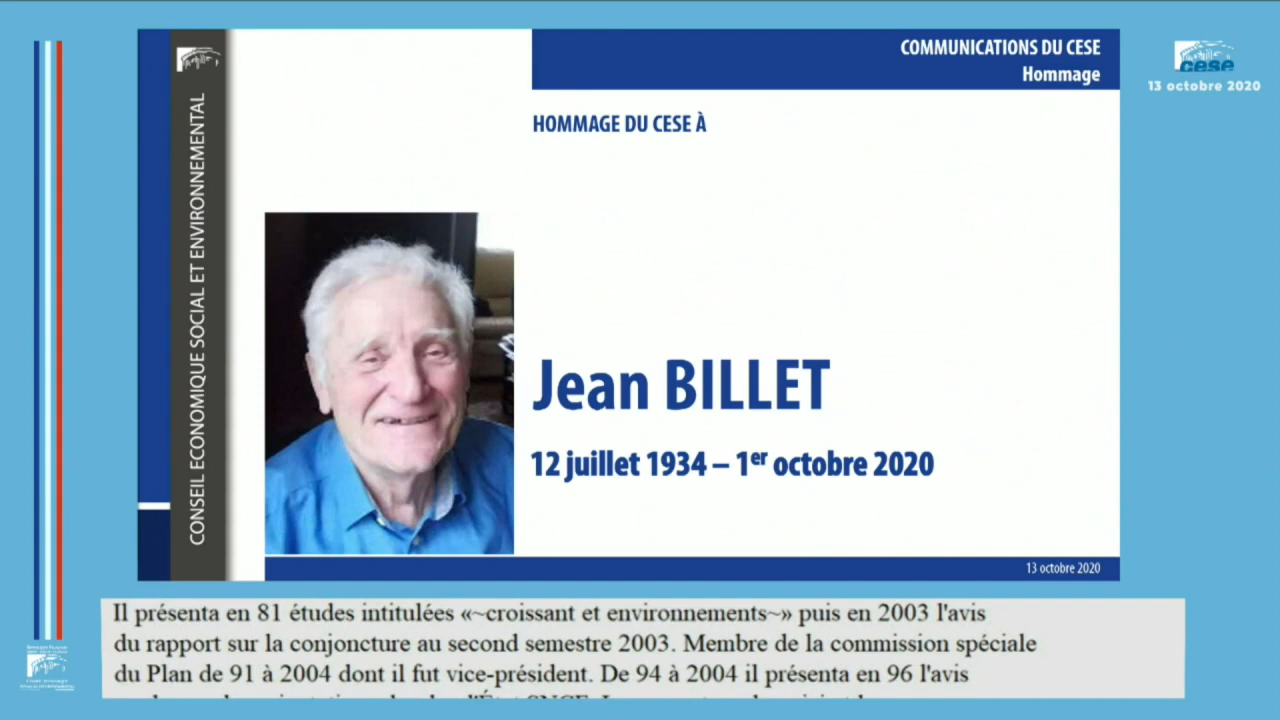 COMMUNICATIONS DU CESE
Hommage
cese
13 octobre 2020
CONSEIL ECONOMIQUE SOCIAL ET ENVIRONNEMENTAL
HOMMAGE DU CESE À
Jean BILLET
12 juillet 1934 – 1er octobre 2020
13 octobre 2020
Il présenta en 81 études intitulées «~croissant et environnements~» puis en 2003 l'avis
du rapport sur la conjoncture au second semestre 2003. Membre de la commission spéciale
du Plan de 91 à 2004 dont il fut vice-président. De 94 à 2004 il présenta en 96 l'avis